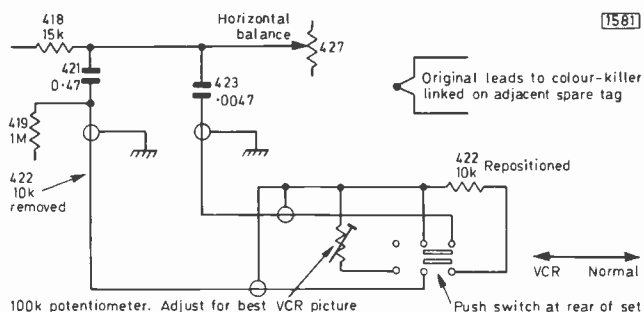 418
15k
Horizontal
balance
427
1581
421
0.47
423
.0047
Original leads to colour-killer
linked on adjacent spare tag
419
1M
422
10k
removed
422
10k
Repositioned
VCR
Normal
100k potentiometer. Adjust for best VCR picture
Push switch at rear of set